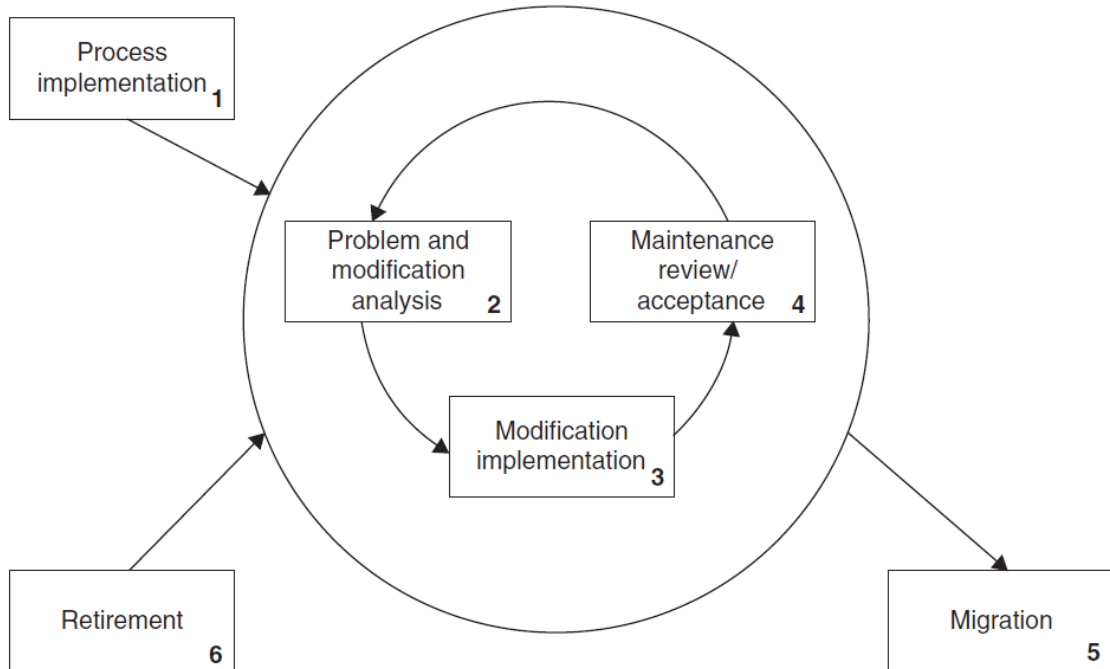 Process
implementation
1
Problem and
modification
analysis
2
Maintenance
review/
acceptance
4
Modification
implementation
3
Retirement
6
Migration
5